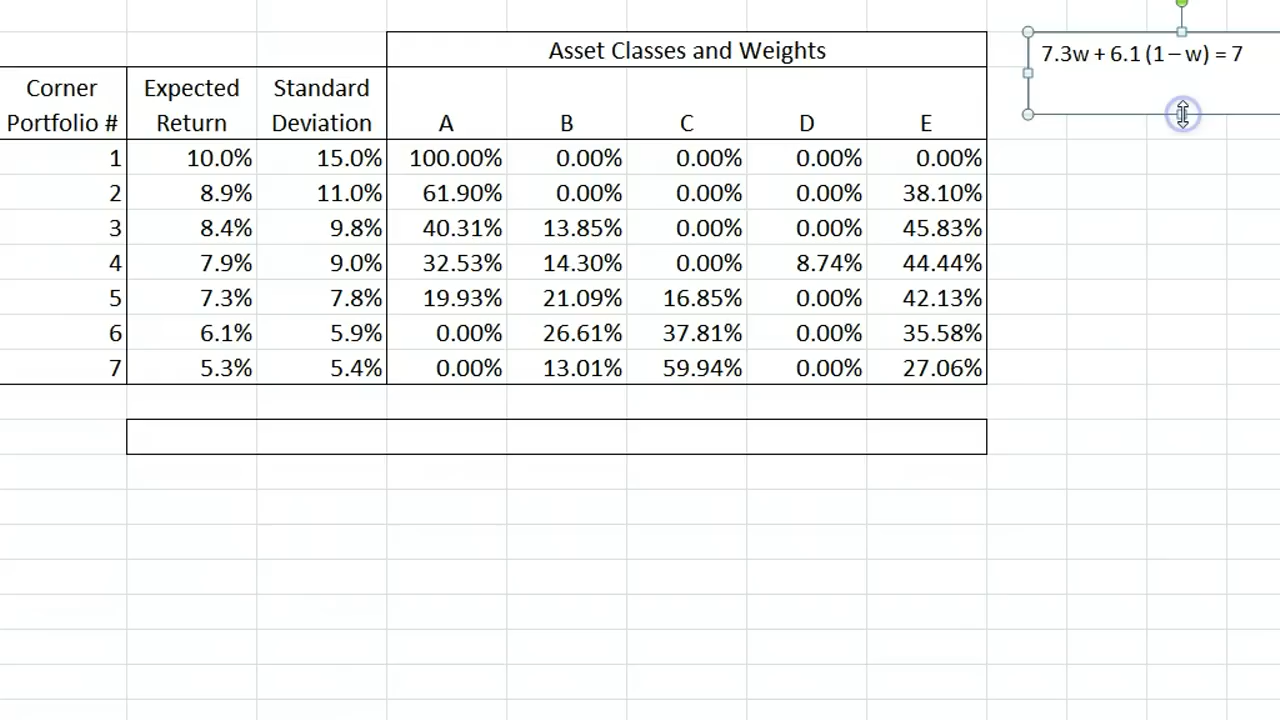 Asset Classes and Weights
7.3w + 6.1 (1 – w) = 7
Corner Expected Standard
Portfolio # Return Deviation A B C D E
1 10.0% 15.0% 100.00% 0.00% 0.00% 0.00% 0.00%
2 8.9% 11.0% 61.90% 0.00% 0.00% 0.00% 38.10%
3 8.4% 9.8% 40.31% 13.85% 0.00% 0.00% 45.83%
4 7.9% 9.0% 32.53% 14.30% 0.00% 8.74% 44.44%
5 7.3% 7.8% 19.93% 21.09% 16.85% 0.00% 42.13%
6 6.1% 5.9% 0.00% 26.61% 37.81% 0.00% 35.58%
7 5.3% 5.4% 0.00% 13.01% 59.94% 0.00% 27.06%